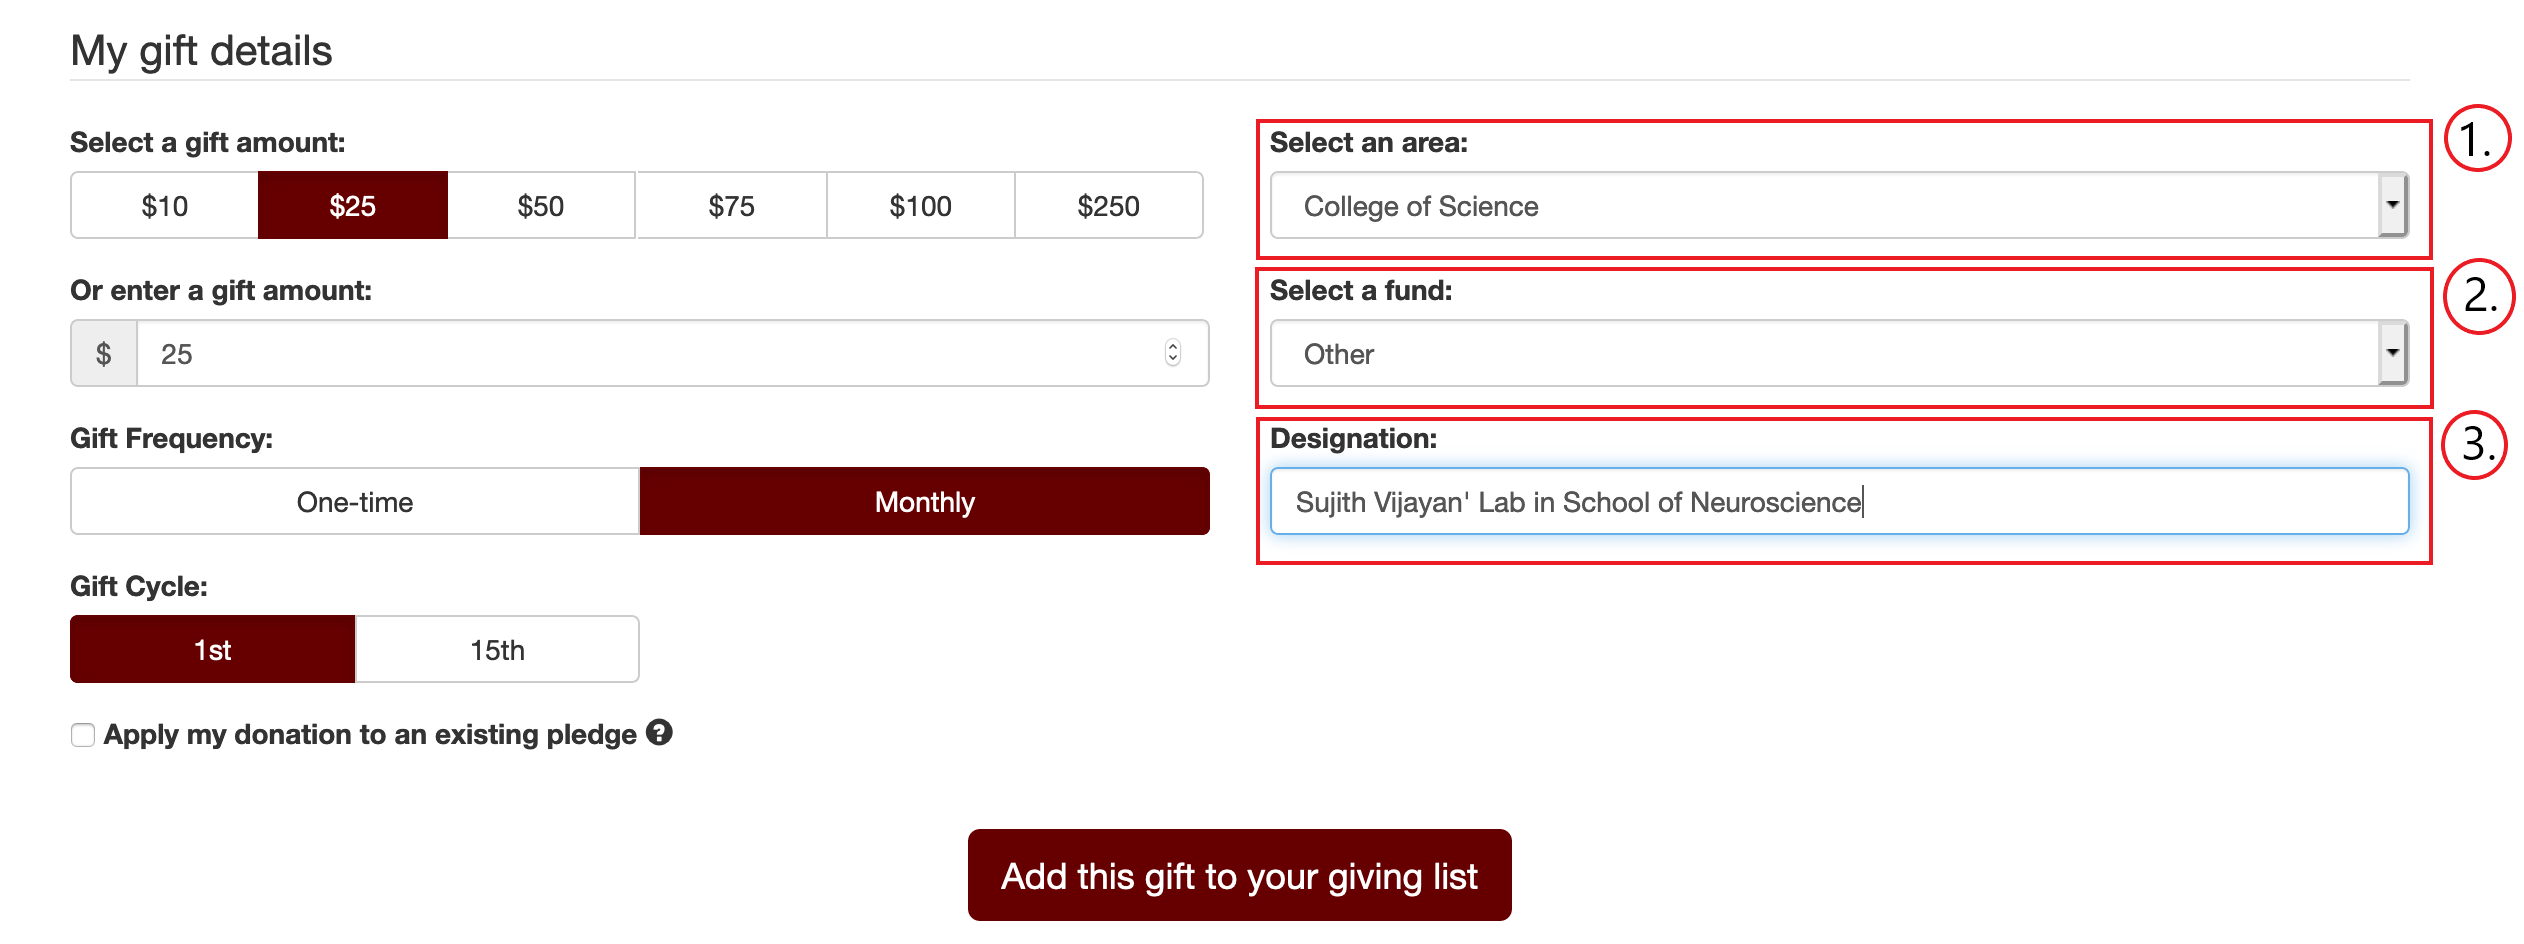 My gift details
Select a gift amount:
$10 $25 $50 $75 $100 $250
Or enter a gift amount:
$ 25
Gift Frequency:
One-time Monthly
Gift Cycle:
1st 15th
Apply my donation to an existing pledge ?
Select an area:
1.
College of Science
Select a fund:
2.
Other
Designation:
3.
Sujith Vijayan' Lab in School of Neuroscience
Add this gift to your giving list